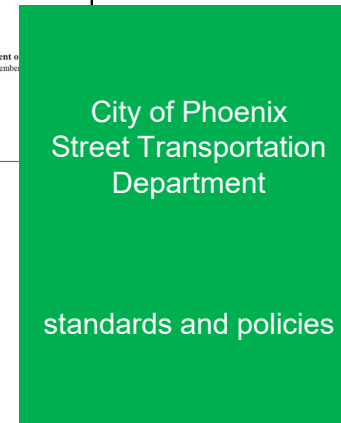 City of Phoenix
Street Transportation
Department
standards and policies